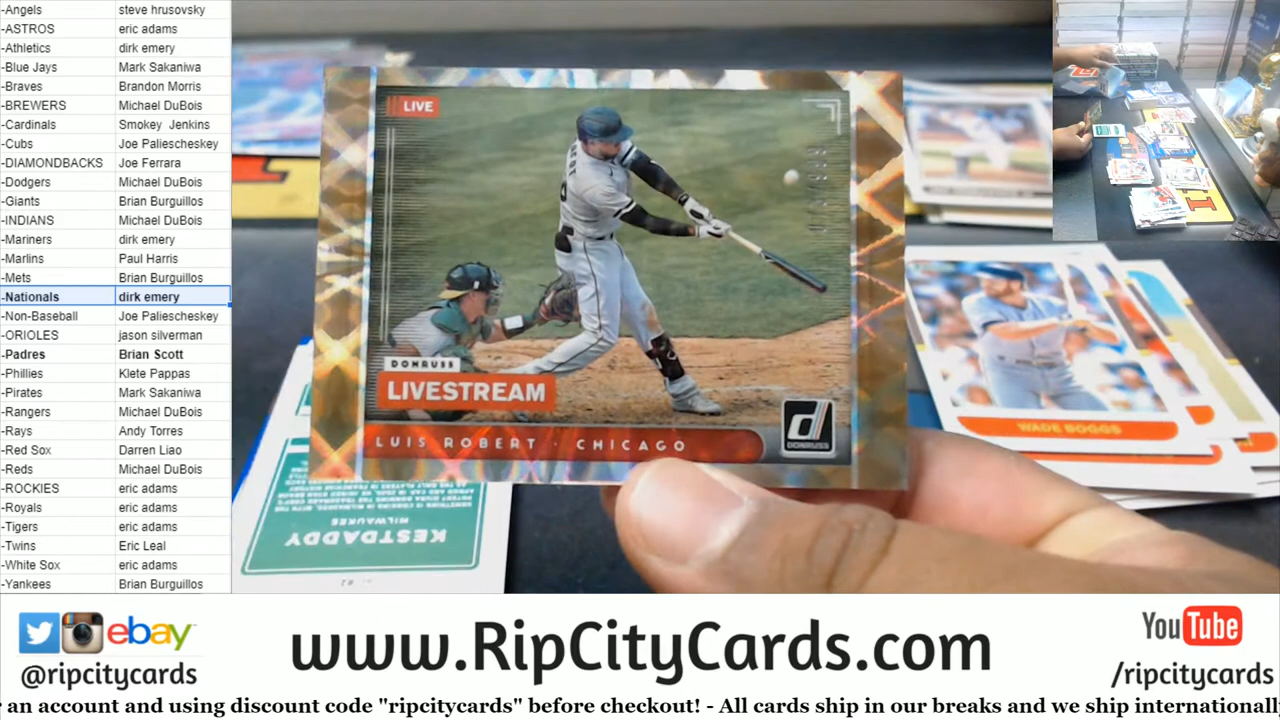 -Angels steve hrusovsky
-ASTROS eric adams
-Athletics dirk emery
-Blue Jays Mark Sakaniwa
-Braves Brandon Morris
-BREWERS Michael DuBois
-Cardinals Smokey Jenkins
-Cubs Joe Paliescheskey
-DIAMONDBACKS Joe Ferrara
-Dodgers Michael DuBois
-Giants Brian Burguillos
-INDIANS Michael DuBois
-Mariners dirk emery
-Marlins Paul Harris
-Mets Brian Burguillos
-Nationals dirk emery
-Non-Baseball Joe Paliescheskey
-ORIOLES jason silverman
-Padres Brian Scott
-Phillies Klete Pappas
-Pirates Mark Sakaniwa
-Rangers Michael DuBois
-Rays Andy Torres
-Red Sox Darren Liao
-Reds Michael DuBois
-ROCKIES eric adams
-Royals eric adams
-Tigers eric adams
-Twins Eric Leal
-White Sox eric adams
-Yankees Brian Burguillos
LIVE
DONRUSS
LIVESTREAM
LUIS ROBERT · CHICAGO
d
DONRUSS
WADE BOGGS
KESTDADDY
MILWAUKEE
ebay
@ripcitycards
www.RipCityCards.com
YouTube
/ripcitycards
an account and using discount code "ripcitycards" before checkout! - All cards ship in our breaks and we ship internationall